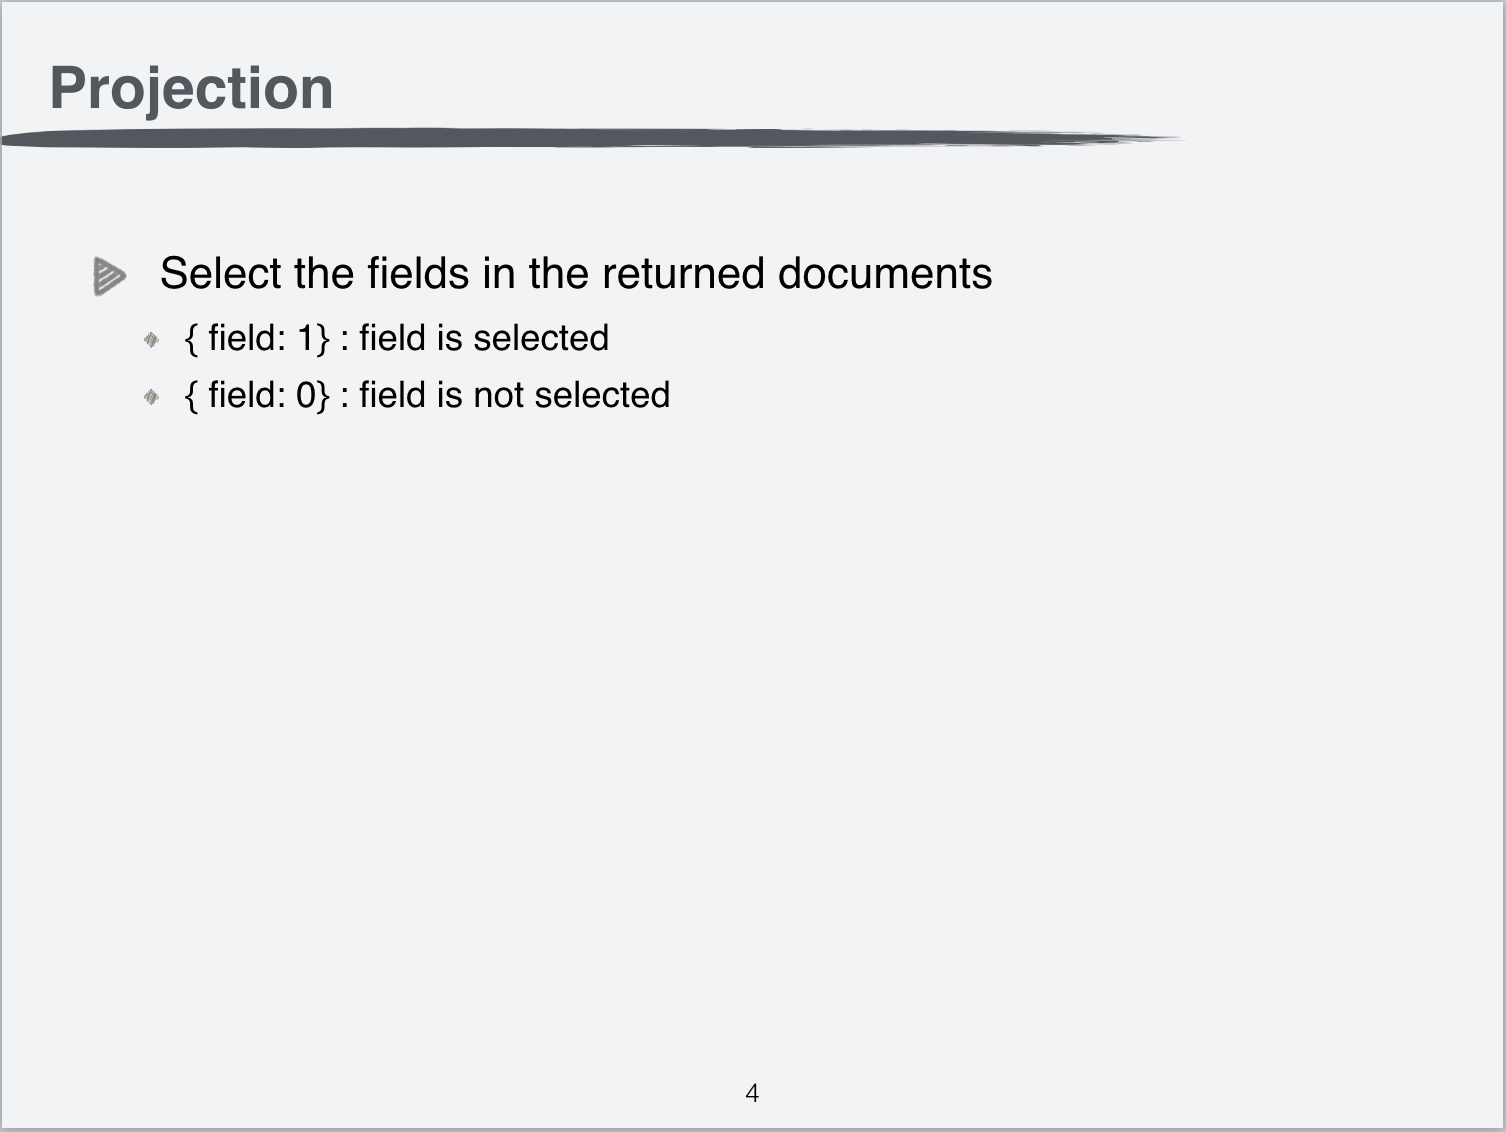 Projection
Select the fields in the returned documents
{ field: 1} : field is selected
{ field: 0} : field is not selected
4